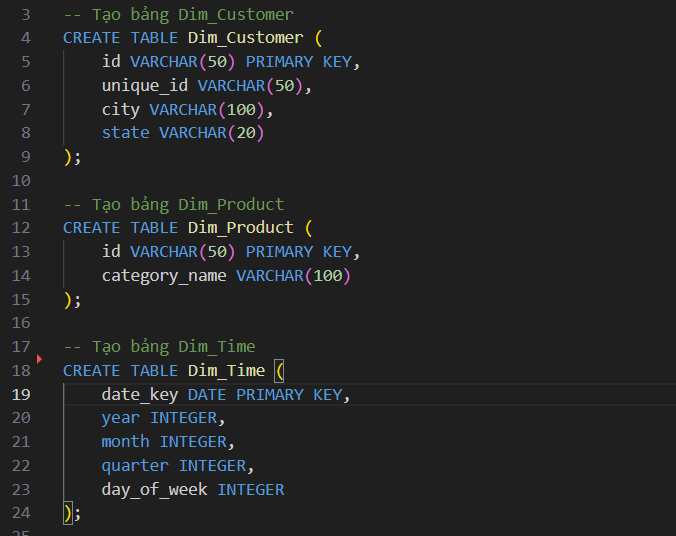 3 -- Tạo bảng Dim_Customer
4 CREATE TABLE Dim_Customer (
5 id VARCHAR(50) PRIMARY KEY,
6 unique_id VARCHAR(50),
7 city VARCHAR(100),
8 state VARCHAR(20)
9 );
10
11 -- Tạo bảng Dim_Product
12 CREATE TABLE Dim_Product (
13 id VARCHAR(50) PRIMARY KEY,
14 category_name VARCHAR(100)
15 );
16
17 -- Tạo bảng Dim_Time
18 CREATE TABLE Dim_Time (
19 date_key DATE PRIMARY KEY,
20 year INTEGER,
21 month INTEGER,
22 quarter INTEGER,
23 day_of_week INTEGER
24 );
25